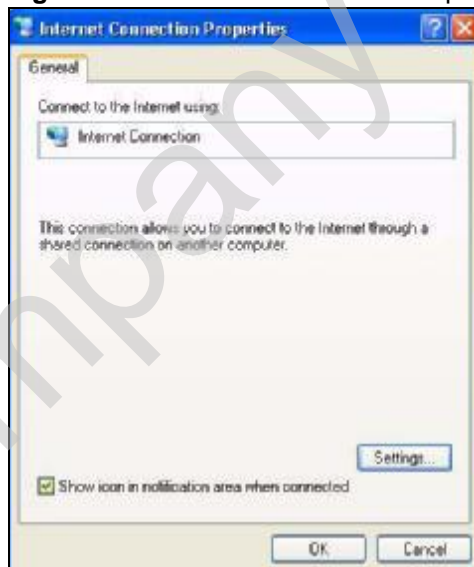 Internet Connection Properties
General
Connect to the Internet using:
Internet Connection
This connection allows you to connect to the Internet through a
shared connection on another computer.
Settings...
Show icon in notification area when connected
OK
Cancel
mpany